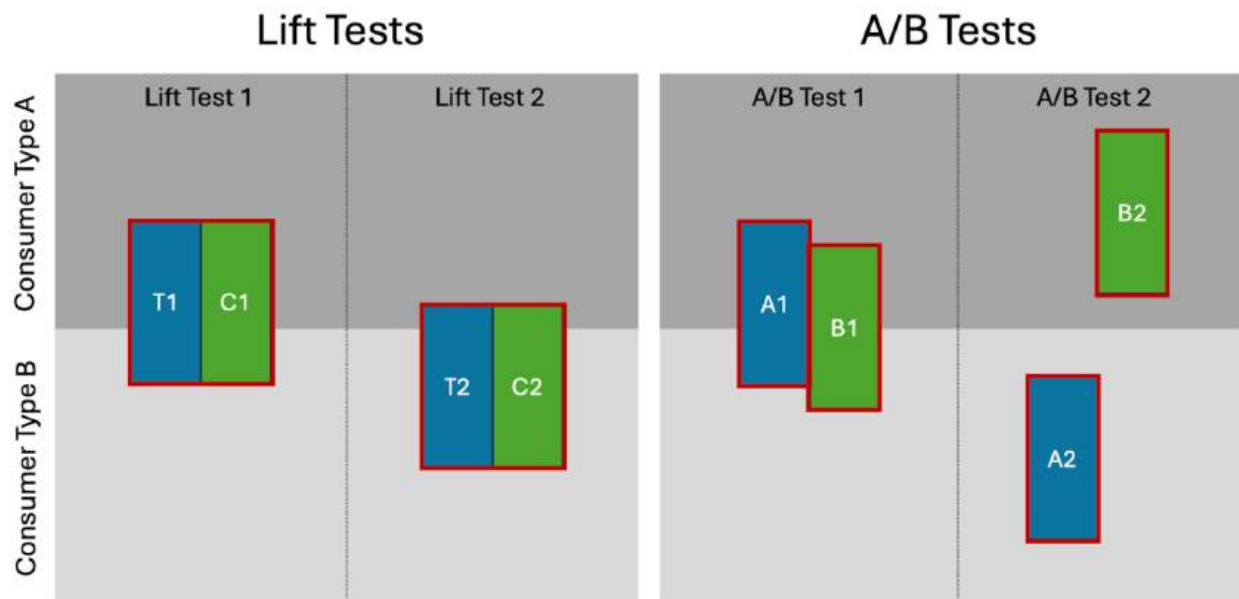 Lift Tests
A/B Tests
Consumer Type A
Consumer Type B
Lift Test 1
Lift Test 2
A/B Test 1
A/B Test 2
T1
C1
T2
C2
A1
B1
B2
A2